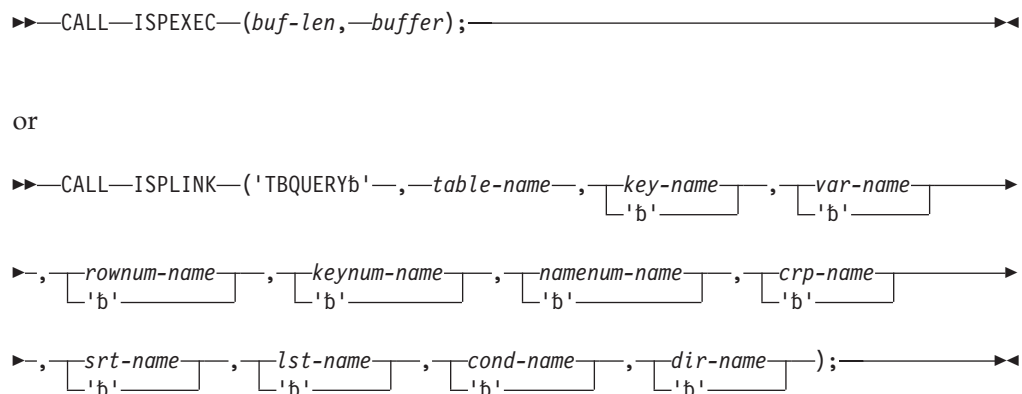 CALL ISPEXEC (buf-len, buffer);
or
CALL ISPLINK ('TBQUERYƀ' , table-name , key-name , var-name
'ƀ' 'ƀ'
, rownum-name , keynum-name , namenum-name , crp-name
'ƀ' 'ƀ' 'ƀ' 'ƀ'
, srt-name , lst-name , cond-name , dir-name );
'ƀ' 'ƀ' 'ƀ' 'ƀ'